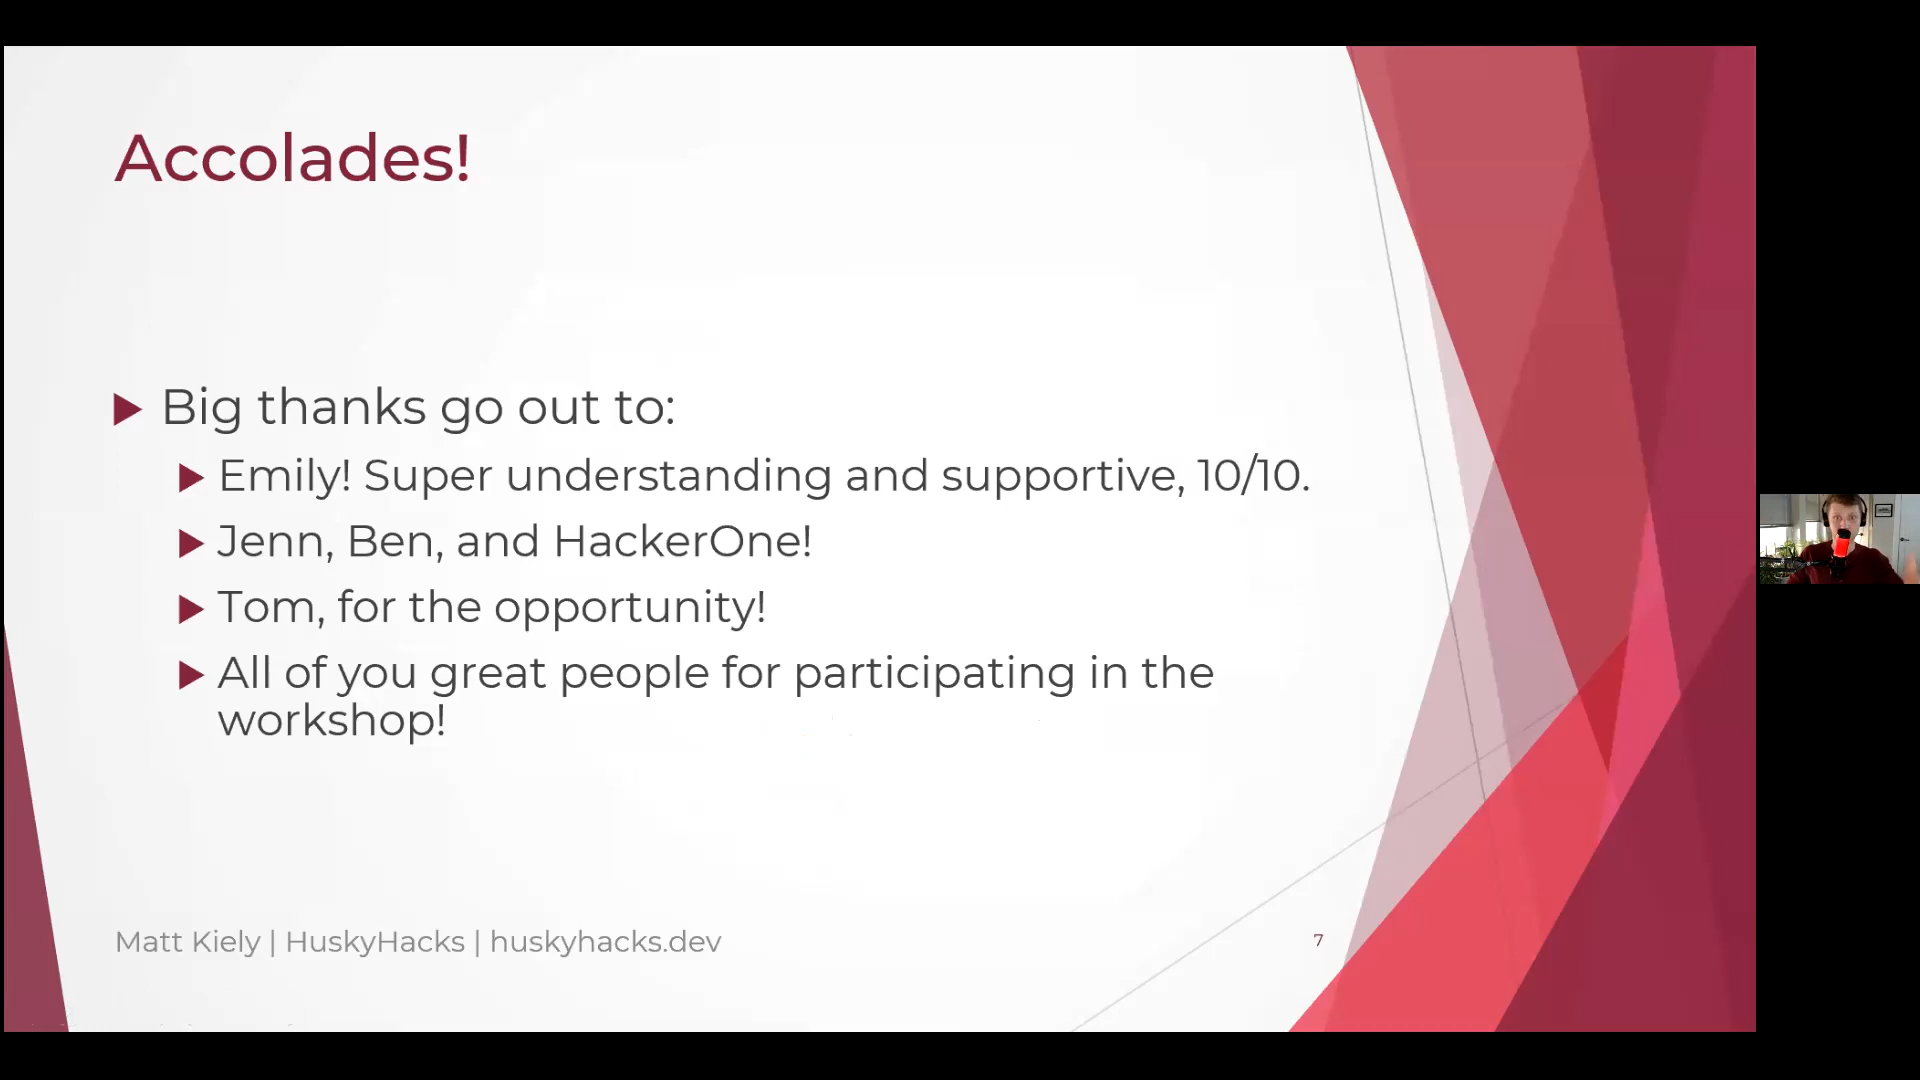 Accolades!
Big thanks go out to:
Emily! Super understanding and supportive, 10/10.
Jenn, Ben, and HackerOne!
Tom, for the opportunity!
All of you great people for participating in the
workshop!
Matt Kiely | HuskyHacks | huskyhacks.dev
7